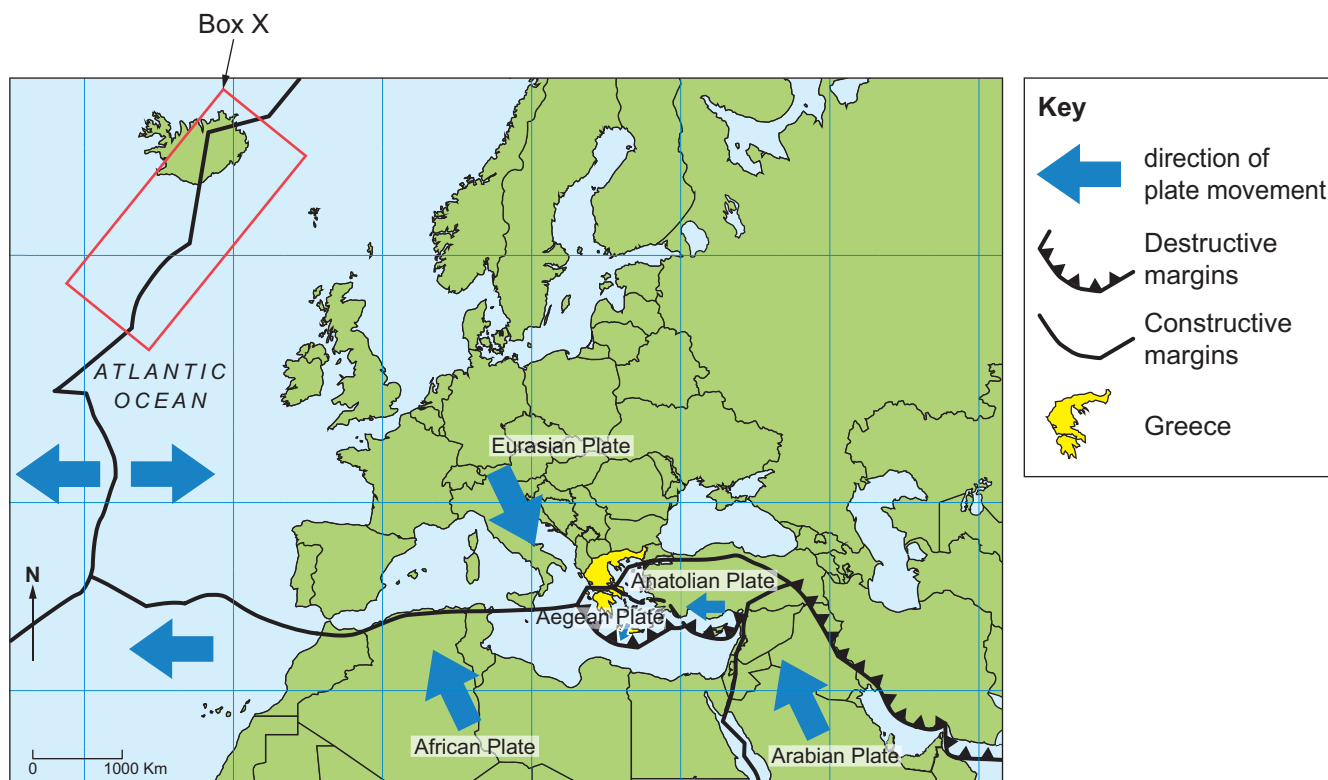 Box X
ATLANTIC
OCEAN
Eurasian Plate
Anatolian Plate
Aegean Plate
African Plate
Arabian Plate
N
0
1000 Km
Key
direction of
plate movement
Destructive
margins
Constructive
margins
Greece